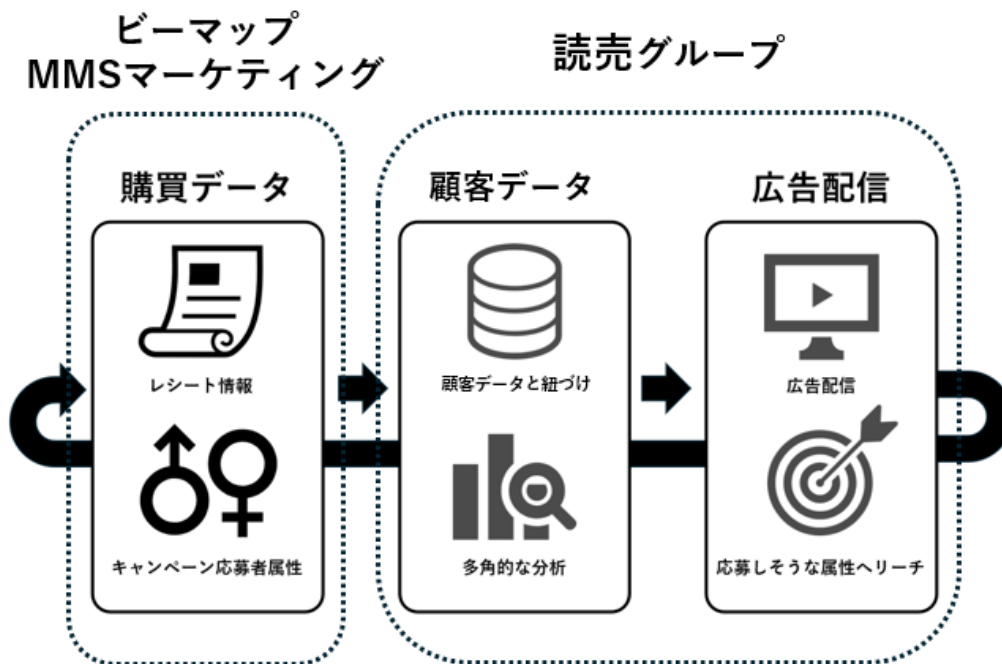 ビーマップ
MMSマーケティング
読売グループ
購買データ
顧客データ
広告配信
レシート情報
顧客データと紐づけ
広告配信
キャンペーン応募者属性
多角的な分析
応募しそうな属性へリーチ